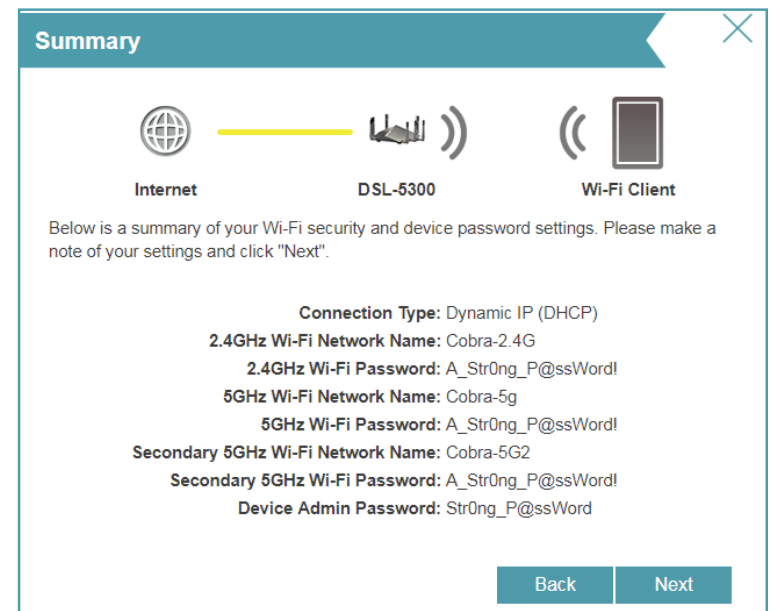 Summary
Internet
DSL-5300
Wi-Fi Client
Below is a summary of your Wi-Fi security and device password settings. Please make a
note of your settings and click "Next".
Connection Type: Dynamic IP (DHCP)
2.4GHz Wi-Fi Network Name: Cobra-2.4G
2.4GHz Wi-Fi Password: A_Str0ng_P@ssWord!
5GHz Wi-Fi Network Name: Cobra-5g
5GHz Wi-Fi Password: A_Str0ng_P@ssWord!
Secondary 5GHz Wi-Fi Network Name: Cobra-5G2
Secondary 5GHz Wi-Fi Password: A_Str0ng_P@ssWord!
Device Admin Password: Str0ng_P@ssWord
Back
Next